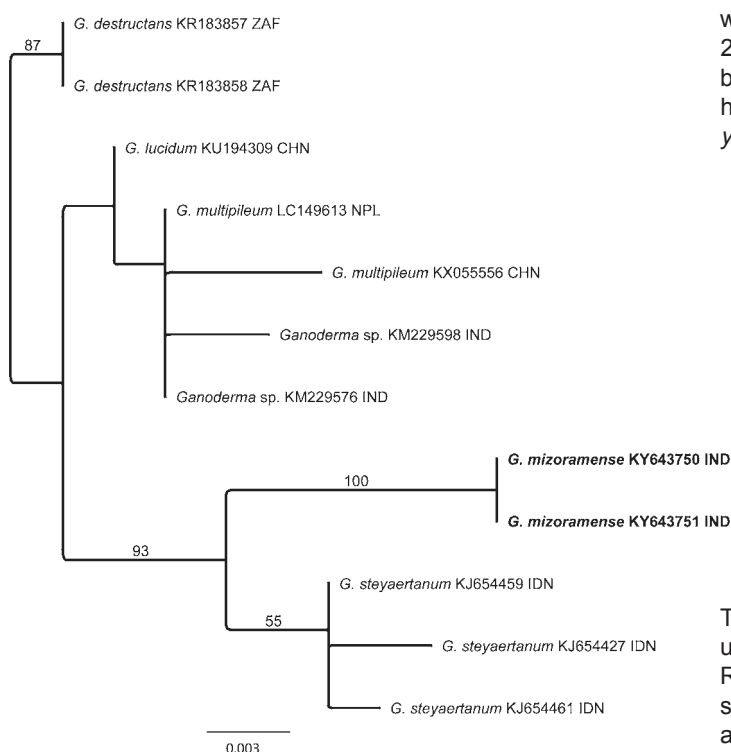 87
G. destructans KR183857 ZAF
G. destructans KR183858 ZAF
G. lucidum KU194309 CHN
G. multipileum LC149613 NPL
G. multipileum KX055556 CHN
Ganoderma sp. KM229598 IND
Ganoderma sp. KM229576 IND
G. mizoramense KY643750 IND
100
G. mizoramense KY643751 IND
93
G. steyaertanum KJ654459 IDN
55
G. steyaertanum KJ654427 IDN
G. steyaertanum KJ654461 IDN
0.003
w
2
b
h
y
T
u
R
s
a